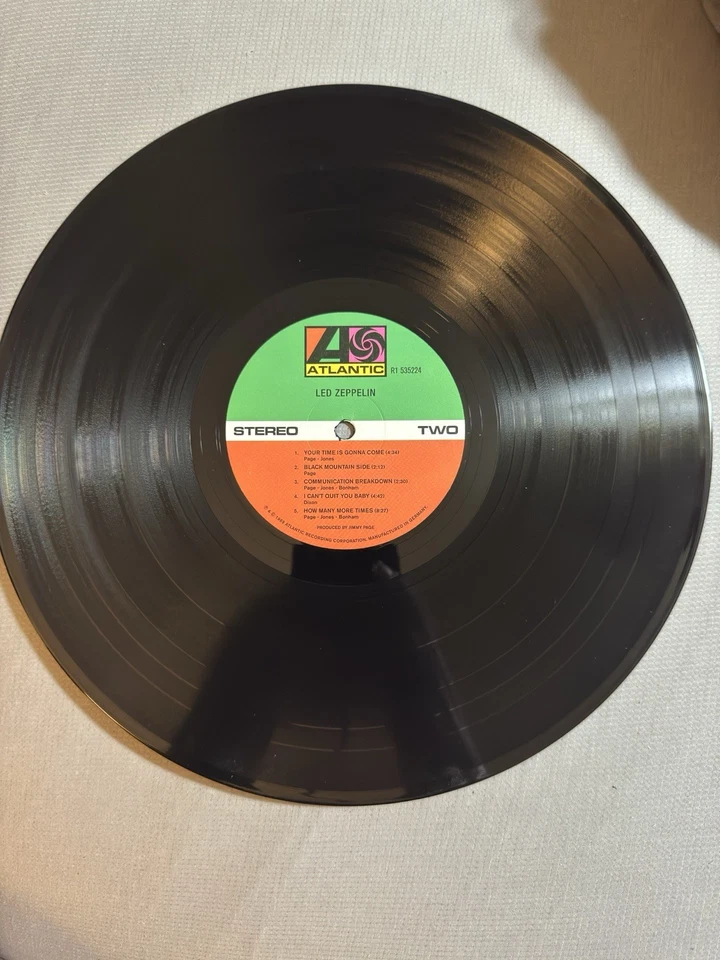 ATLANTIC
R1 535224
LED ZEPPELIN
STEREO
TWO
1. YOUR TIME IS GONNA COME (4:34)
Page - Jones
2. BLACK MOUNTAIN SIDE (2:12)
Page
3. COMMUNICATION BREAKDOWN (2:30)
Page - Jones - Bonham
4. I CAN'T QUIT YOU BABY (4:42)
Dixon
5. HOW MANY MORE TIMES (8:27)
Page - Jones - Bonham
PRODUCED BY JIMMY PAGE
ATLANTIC RECORDING CORPORATION. MANUFACTURED IN GERMANY.